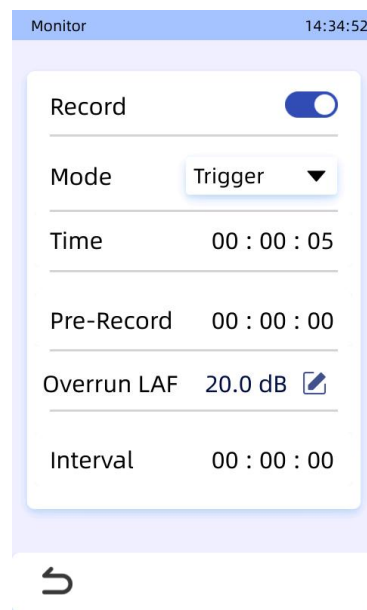 Monitor 14:34:52
Record
Mode Trigger
Time 00 : 00 : 05
Pre-Record 00 : 00 : 00
Overrun LAF 20.0 dB
Interval 00 : 00 : 00